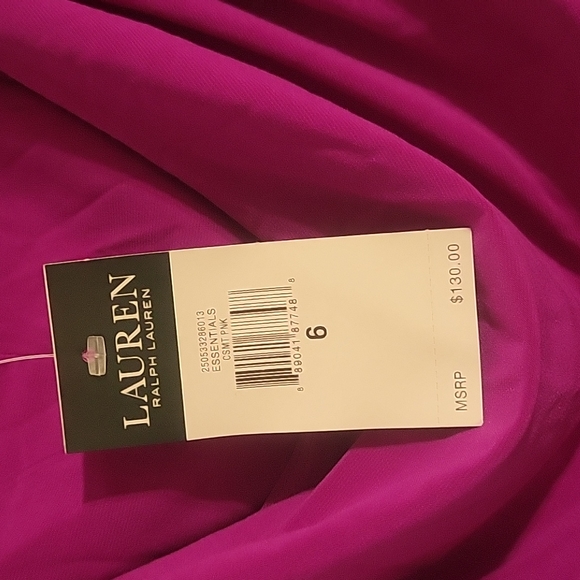 LAUREN
RALPH LAUREN
250533286013
ESSENTIALS
CSMT PNK
8 89041 87748 8
6
MSRP $130.00